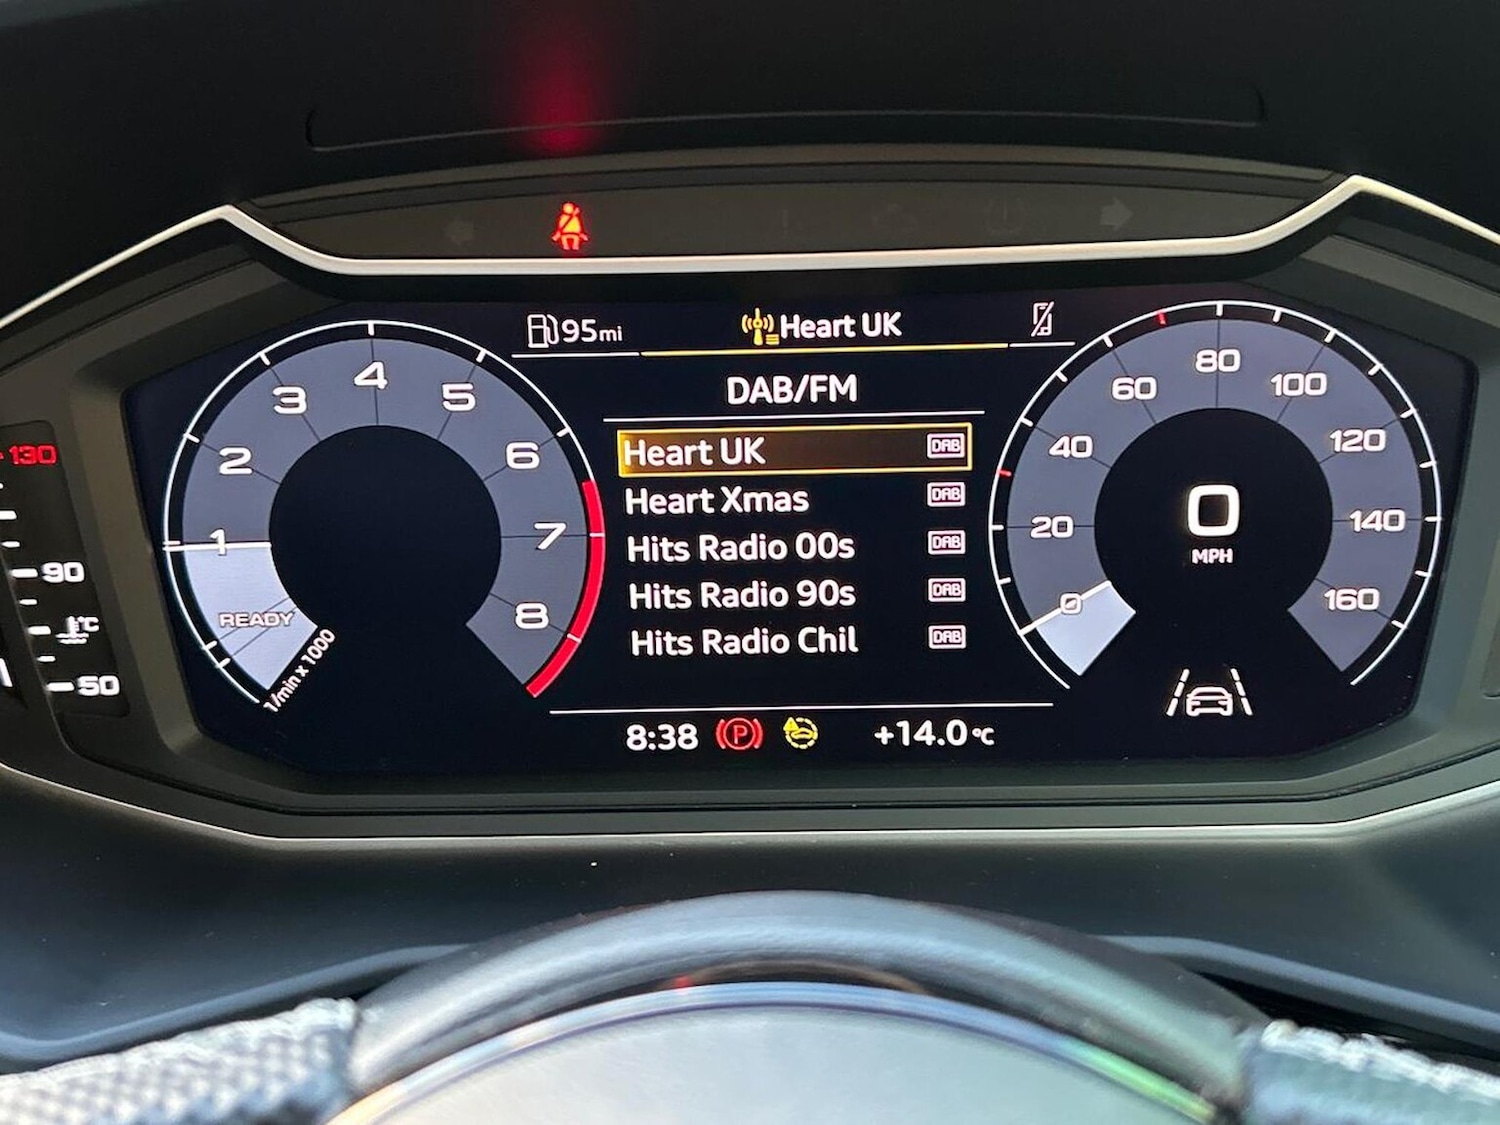 95mi
Heart UK
DAB/FM
Heart UK DAB
Heart Xmas DAB
Hits Radio 00s DAB
Hits Radio 90s DAB
Hits Radio Chil DAB
8:38 P +14.0°C
1 2 3 4 5 6 7 8
READY
1/min x 1000
0 20 40 60 80 100 120 140 160
0
MPH
130
90
°C
50